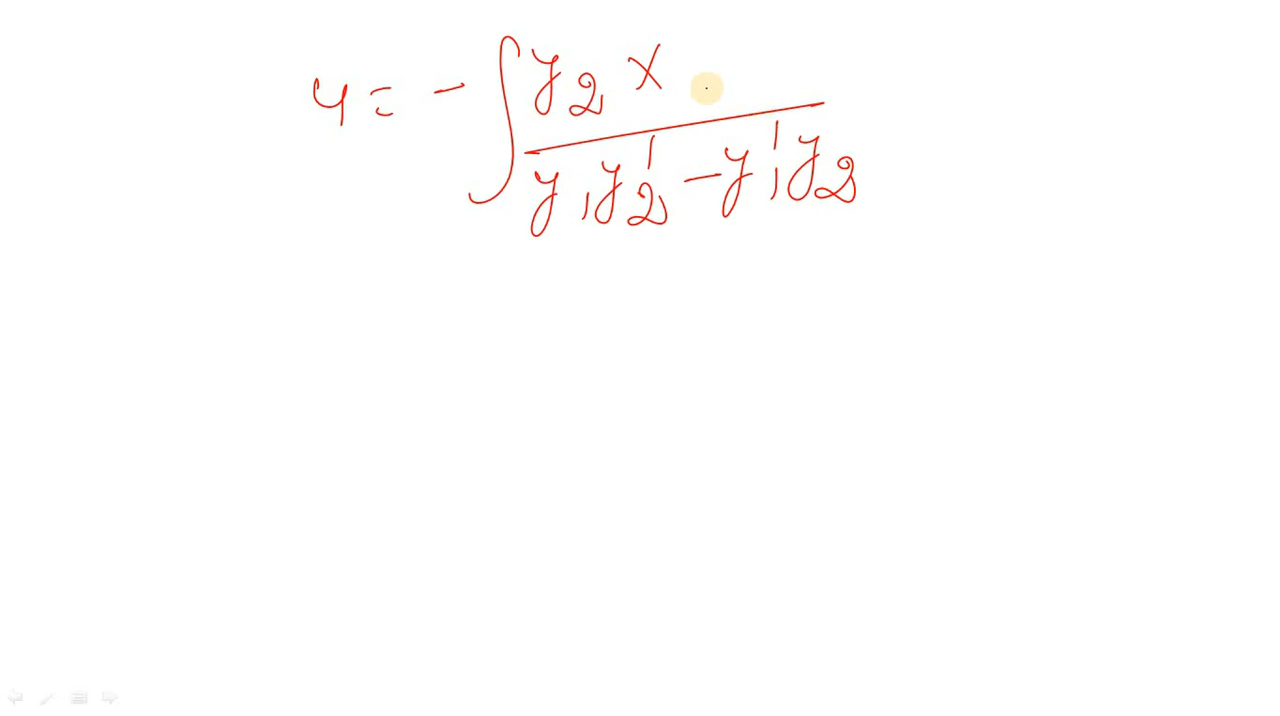 u = - ∫ y₂ X
y₁y₂' - y₁'y₂